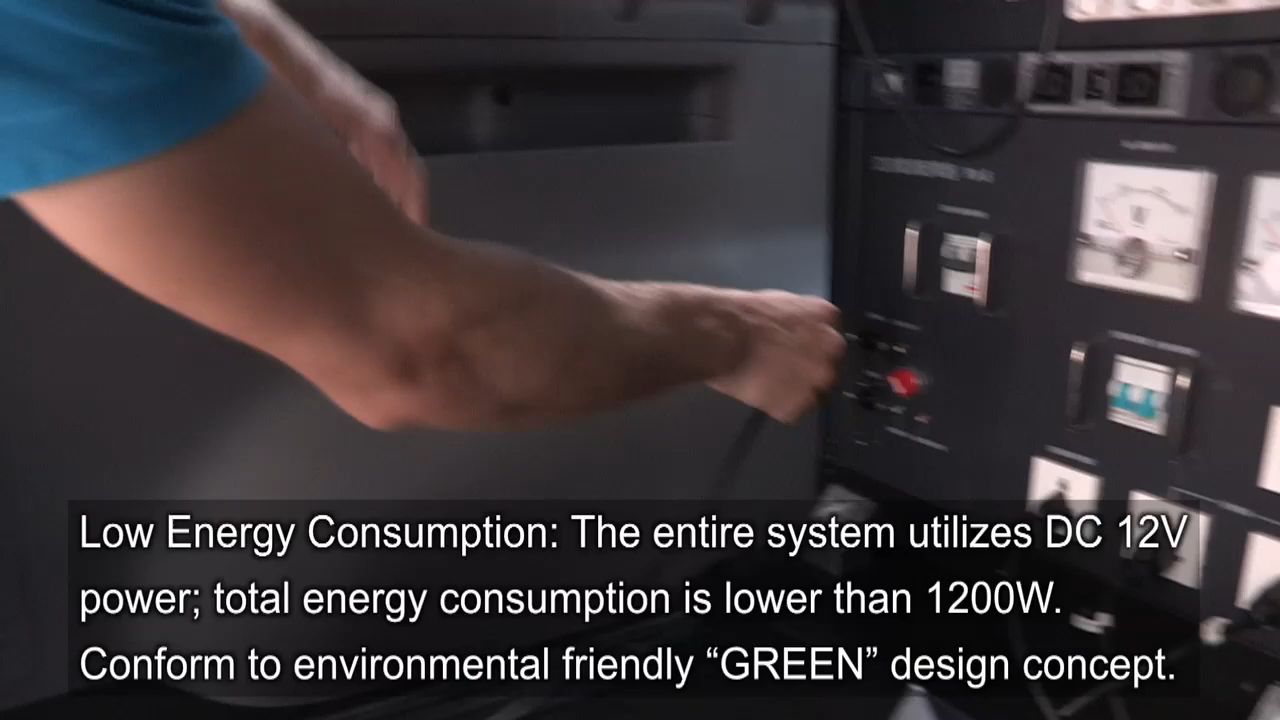 Low Energy Consumption: The entire system utilizes DC 12V
power; total energy consumption is lower than 1200W.
Conform to environmental friendly “GREEN” design concept.